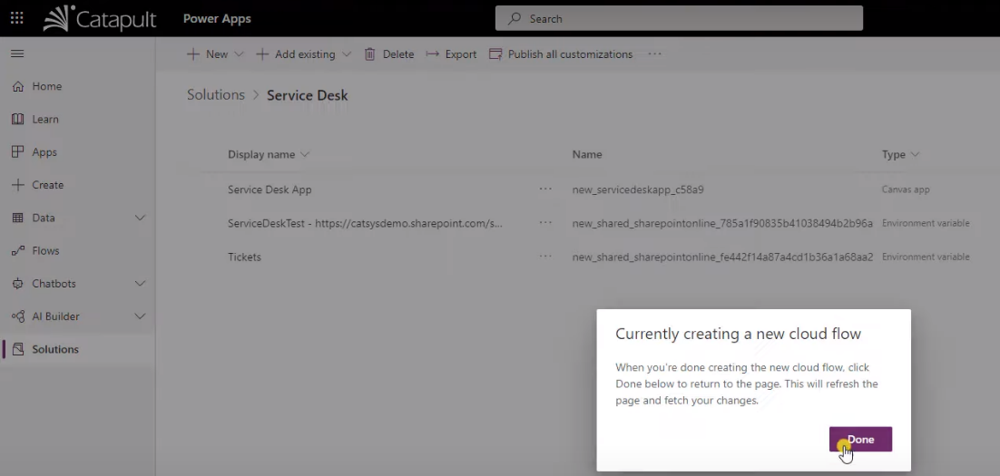 Catapult Power Apps Search
New Add existing Delete Export Publish all customizations ...
Home
Learn
Apps
Create
Data
Flows
Chatbots
AI Builder
Solutions
Solutions > Service Desk
Display name Name Type
Service Desk App ... new_servicedeskapp_c58a9 Canvas app
ServiceDeskTest - https://catsysdemo.sharepoint.com/s... ... new_shared_sharepointonline_785a1f90835b41038494b2b96a Environment variable
Tickets ... new_shared_sharepointonline_fe442f14a87a4cd1b36a1a68aa2 Environment variable
Currently creating a new cloud flow
When you're done creating the new cloud flow, click
Done below to return to the page. This will refresh the
page and fetch your changes.
Done